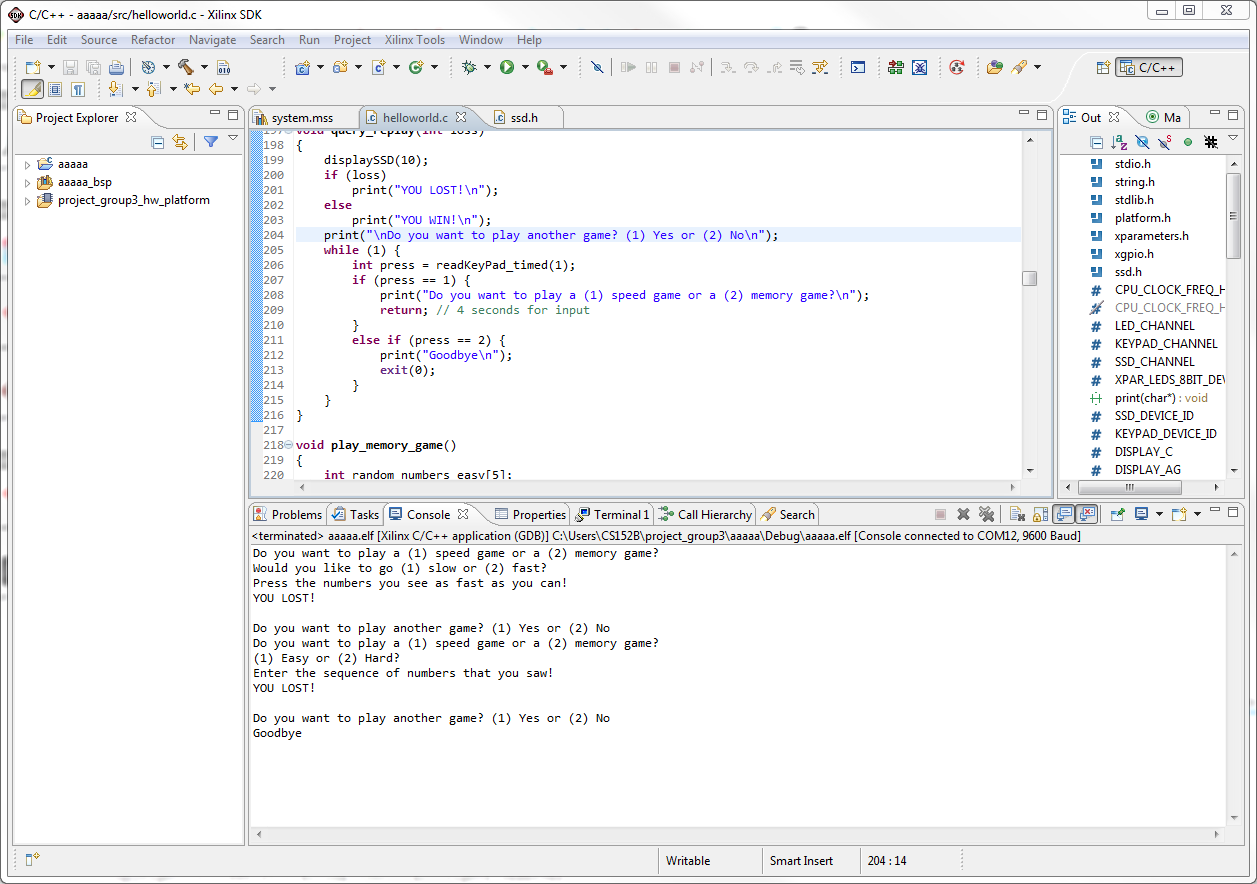 C/C++ - aaaaa/src/helloworld.c - Xilinx SDK
File Edit Source Refactor Navigate Search Run Project Xilinx Tools Window Help
C/C++
Project Explorer
aaaaa
aaaaa_bsp
project_group3_hw_platform
system.mss helloworld.c ssd.h
197 void query_replay(int loss)
198 {
199     displaySSD(10);
200     if (loss)
201         print("YOU LOST!\n");
202     else
203         print("YOU WIN!\n");
204     print("\nDo you want to play another game? (1) Yes or (2) No\n");
205     while (1) {
206         int press = readKeyPad_timed(1);
207         if (press == 1) {
208             print("Do you want to play a (1) speed game or a (2) memory game?\n");
209             return; // 4 seconds for input
210         }
211         else if (press == 2) {
212             print("Goodbye\n");
213             exit(0);
214         }
215     }
216 }
217
218 void play_memory_game()
219 {
220     int random_numbers_easy[5];
Out Ma
stdio.h
string.h
stdlib.h
platform.h
xparameters.h
xgpio.h
ssd.h
CPU_CLOCK_FREQ_H
CPU_CLOCK_FREQ_H
LED_CHANNEL
KEYPAD_CHANNEL
SSD_CHANNEL
XPAR_LEDS_8BIT_DEV
print(char*) : void
SSD_DEVICE_ID
KEYPAD_DEVICE_ID
DISPLAY_C
DISPLAY_AG
Problems Tasks Console Properties Terminal 1 Call Hierarchy Search
<terminated> aaaaa.elf [Xilinx C/C++ application (GDB)] C:\Users\CS152B\project_group3\aaaaa\Debug\aaaaa.elf [Console connected to COM12, 9600 Baud]
Do you want to play a (1) speed game or a (2) memory game?
Would you like to go (1) slow or (2) fast?
Press the numbers you see as fast as you can!
YOU LOST!
Do you want to play another game? (1) Yes or (2) No
Do you want to play a (1) speed game or a (2) memory game?
(1) Easy or (2) Hard?
Enter the sequence of numbers that you saw!
YOU LOST!
Do you want to play another game? (1) Yes or (2) No
Goodbye
Writable Smart Insert 204 : 14